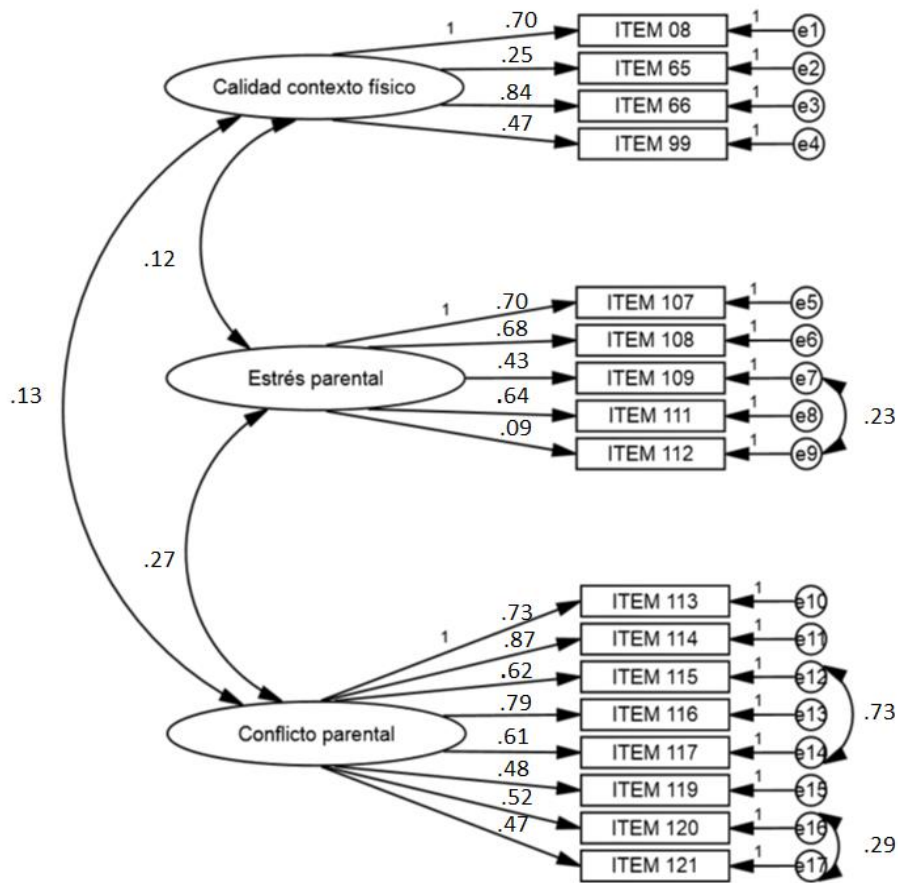 .70
1
ITEM 08
1
e1
.25
ITEM 65
1
e2
Calidad contexto físico
.84
ITEM 66
1
e3
.47
ITEM 99
1
e4
.12
.70
1
ITEM 107
1
e5
.68
ITEM 108
1
e6
Estrés parental
.43
ITEM 109
1
e7
.64
ITEM 111
1
e8
.09
ITEM 112
1
e9
.23
.13
.27
.73
1
ITEM 113
1
e10
.87
ITEM 114
1
e11
.62
ITEM 115
1
e12
Conflicto parental
.79
ITEM 116
1
e13
.61
ITEM 117
1
e14
.73
.48
ITEM 119
1
e15
.52
ITEM 120
1
e16
.47
ITEM 121
1
e17
.29